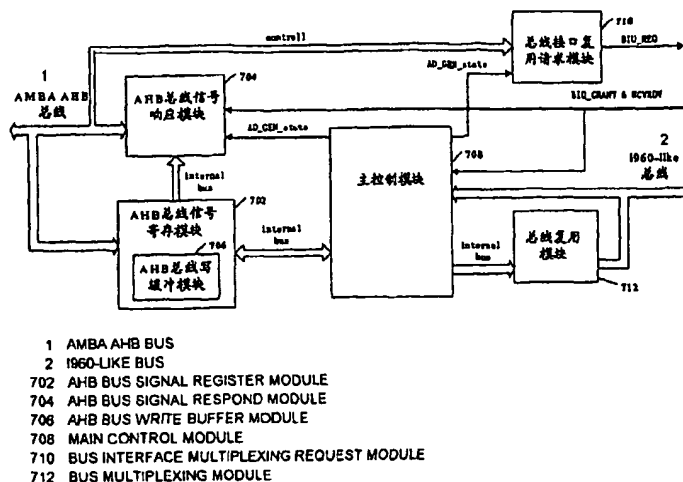 controll
710
总线接口复
用请求模块
BIU_REQ
1
AMBA AHB
总线
704
AHB总线信号
响应模块
AD_GEN_state
AD_GEN_state
2
I960-like
总线
708
主控制模块
internal
bus
702
AHB总线信号
寄存模块
706
AHB总线写
缓冲模块
internal
bus
internal
bus
总线复用
模块
712
1 AMBA AHB BUS
2 I960-LIKE BUS
702 AHB BUS SIGNAL REGISTER MODULE
704 AHB BUS SIGNAL RESPOND MODULE
706 AHB BUS WRITE BUFFER MODULE
708 MAIN CONTROL MODULE
710 BUS INTERFACE MULTIPLEXING REQUEST MODULE
712 BUS MULTIPLEXING MODULE